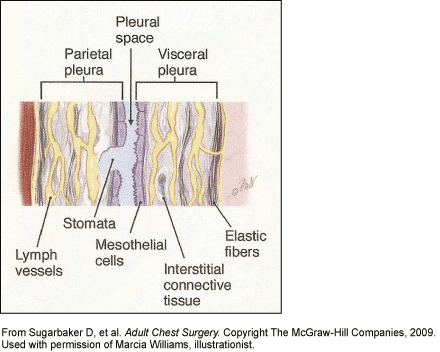 Pleural
space
Parietal
pleura
Visceral
pleura
Stomata
Lymph
vessels
Mesothelial
cells
Interstitial
connective
tissue
Elastic
fibers
From Sugarbaker D, et al. Adult Chest Surgery. Copyright The McGraw-Hill Companies, 2009.
Used with permission of Marcia Williams, illustrationist.